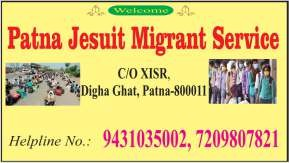 Welcome
Patna Jesuit Migrant Service
C/O XISR,
Digha Ghat, Patna-800011
Helpline No.: 9431035002, 7209807821